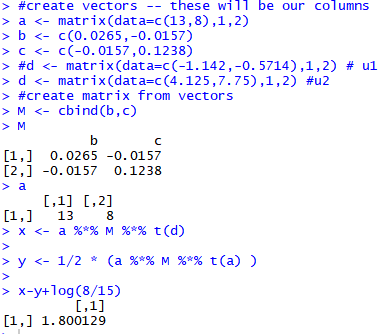 > #create vectors -- these will be our columns
> a <- matrix(data=c(13,8),1,2)
> b <- c(0.0265,-0.0157)
> c <- c(-0.0157,0.1238)
> #d <- matrix(data=c(-1.142,-0.5714),1,2) # u1
> d <- matrix(data=c(4.125,7.75),1,2) #u2
> #create matrix from vectors
> M <- cbind(b,c)
> M
b c
[1,] 0.0265 -0.0157
[2,] -0.0157 0.1238
> a
[,1] [,2]
[1,] 13 8
> x <- a %*% M %*% t(d)
>
> y <- 1/2 * (a %*% M %*% t(a) )
>
> x-y+log(8/15)
[,1]
[1,] 1.800129
>